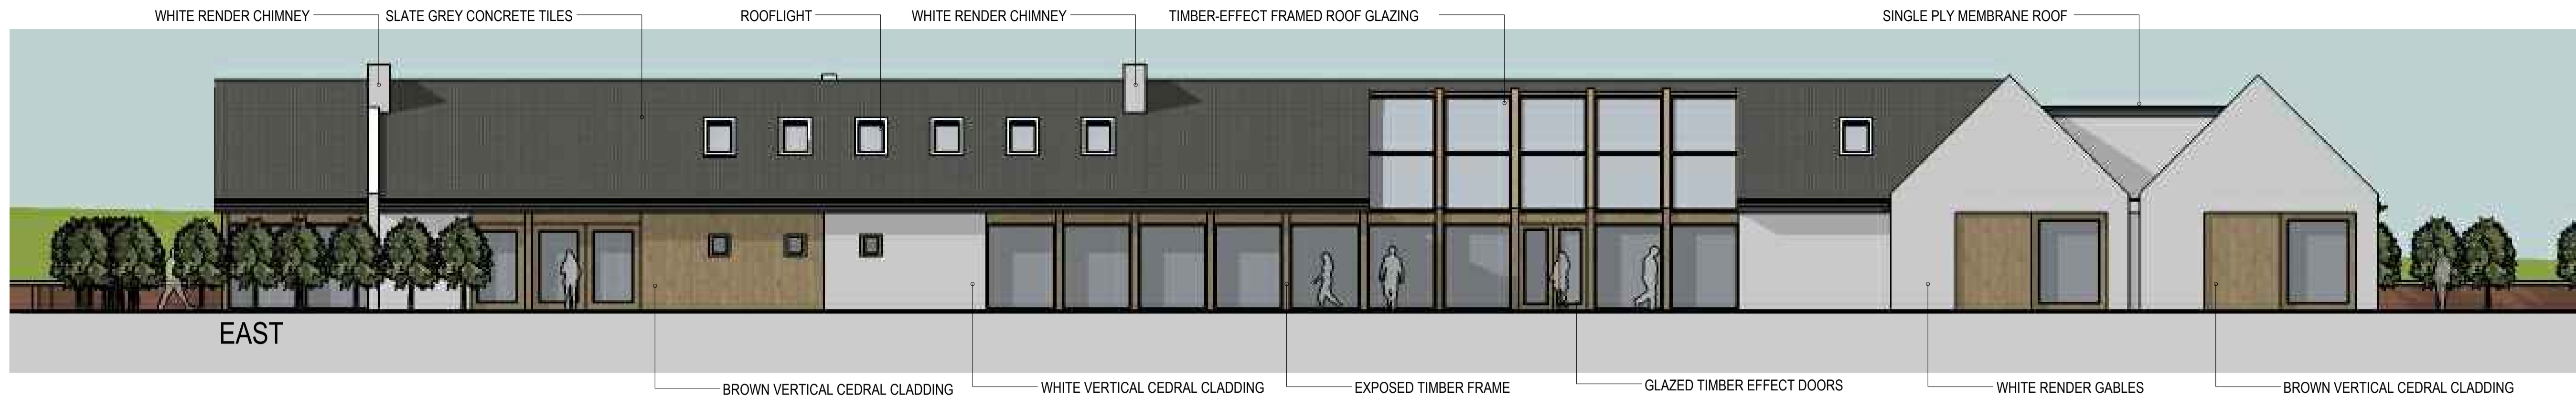 WHITE RENDER CHIMNEY
SLATE GREY CONCRETE TILES
ROOFLIGHT
WHITE RENDER CHIMNEY
TIMBER-EFFECT FRAMED ROOF GLAZING
SINGLE PLY MEMBRANE ROOF
EAST
BROWN VERTICAL CEDRAL CLADDING
WHITE VERTICAL CEDRAL CLADDING
EXPOSED TIMBER FRAME
GLAZED TIMBER EFFECT DOORS
WHITE RENDER GABLES
BROWN VERTICAL CEDRAL CLADDING